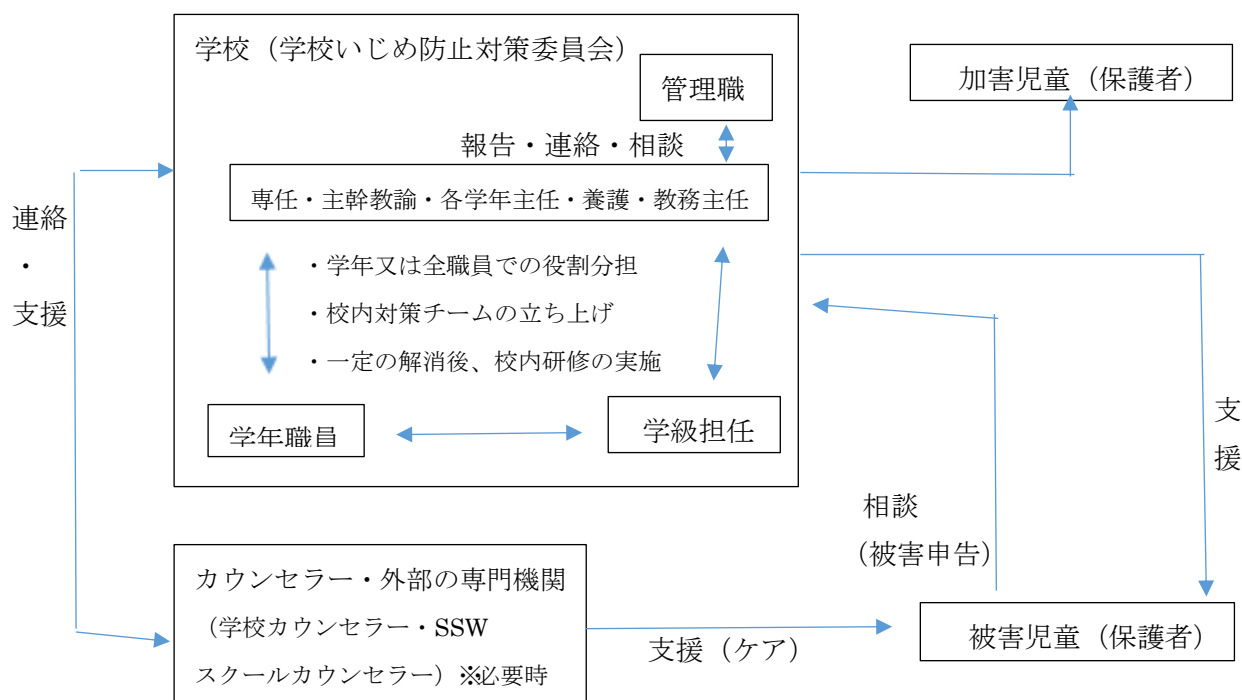 学校（学校いじめ防止対策委員会）
管理職
加害児童（保護者）
報告・連絡・相談
専任・主幹教諭・各学年主任・養護・教務主任
連絡
・
支援
・学年又は全職員での役割分担
・校内対策チームの立ち上げ
・一定の解消後、校内研修の実施
学年職員
学級担任
支
援
相談
（被害申告）
カウンセラー・外部の専門機関
（学校カウンセラー・SSW
スクールカウンセラー）※必要時
支援（ケア）
被害児童（保護者）